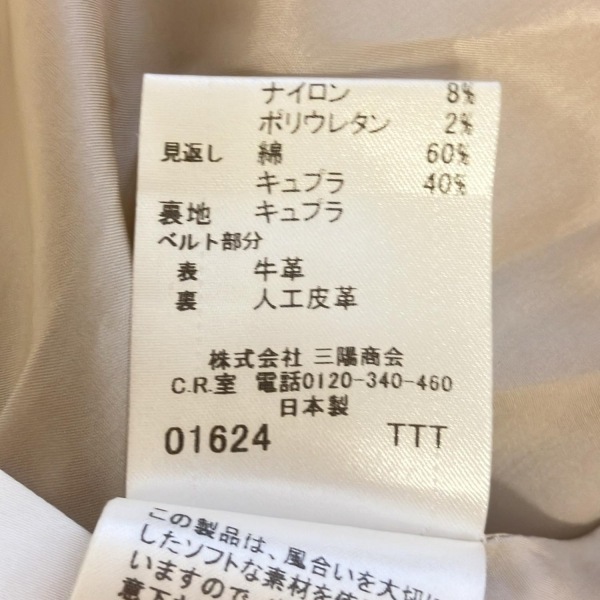 ナイロン 8%
ポリウレタン 2%
見返し 綿 60%
キュプラ 40%
裏地 キュプラ
ベルト部分
表 牛革
裏 人工皮革
株式会社 三陽商会
C.R.室 電話0120-340-460
日本製
01624 TTT
この製品は、風合いを大切に
したソフトな素材を使
いますので、
意下